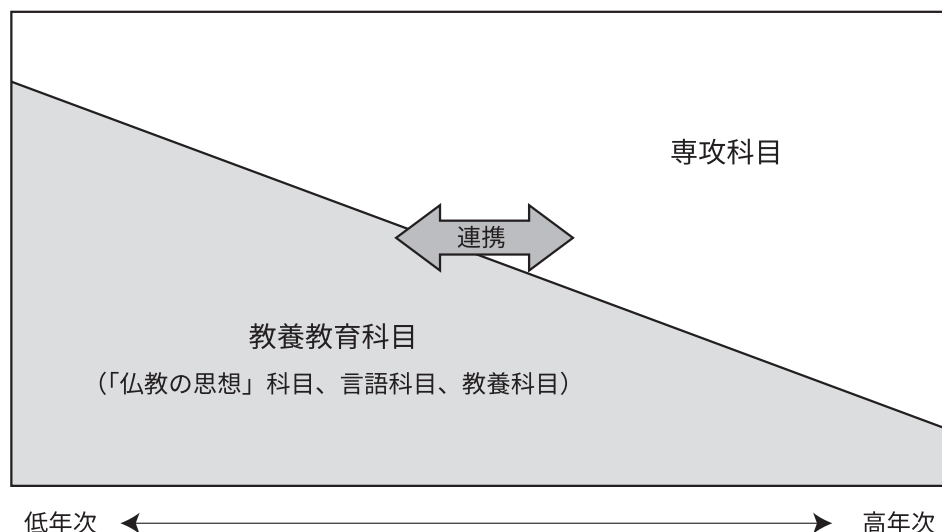 専攻科目
連携
教養教育科目
（「仏教の思想」科目、言語科目、教養科目）
低年次
高年次